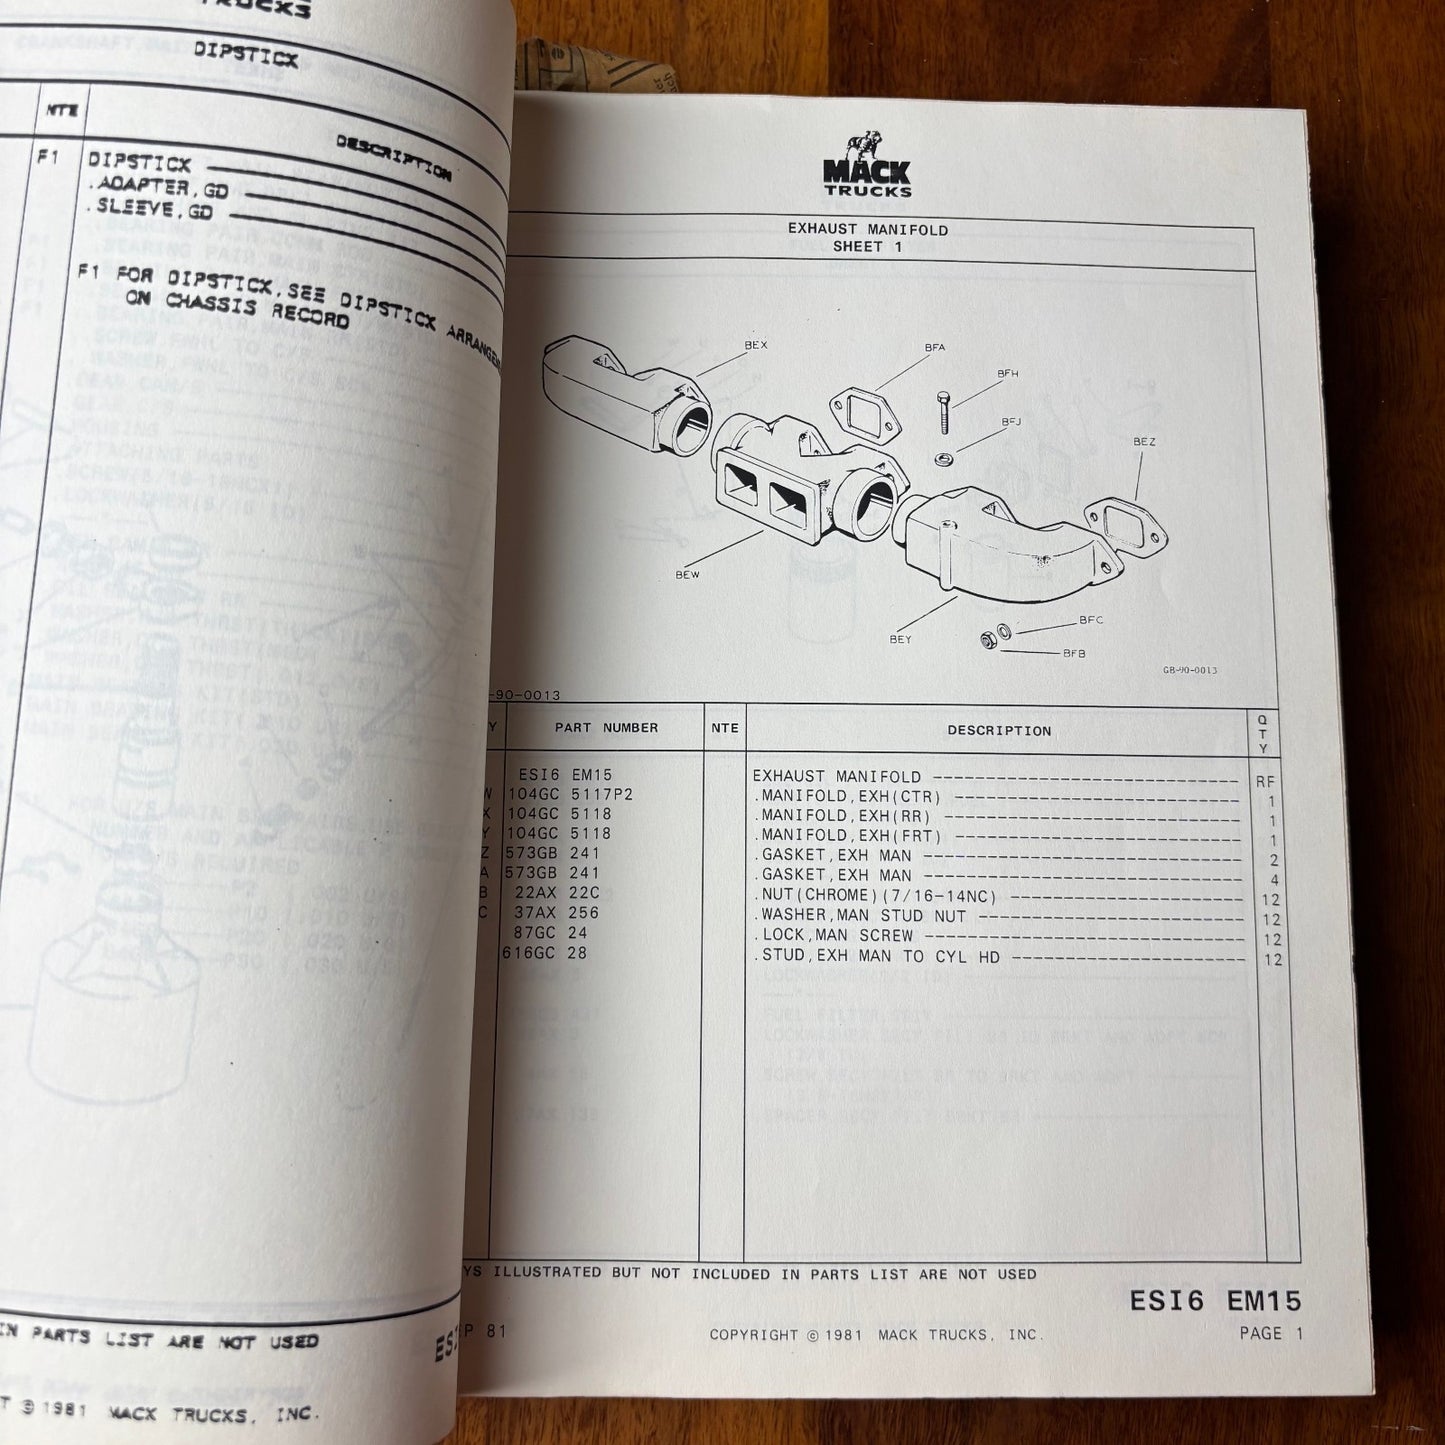 TRUCKS
DIPSTICK
NTE
DESCRIPTION
F1 DIPSTICK
.ADAPTER,GD
.SLEEVE,GD
F1 FOR DIPSTICK,SEE DIPSTICK
ON CHASSIS RECORD
IN PARTS LIST ARE NOT USED
©1981 MACK TRUCKS, INC.
MACK
TRUCKS
EXHAUST MANIFOLD
SHEET 1
BEX
BFA
BFH
BFJ
BEZ
BEW
BEY
BFC
BFB
GB-90-0013
-90-0013
Y PART NUMBER NTE DESCRIPTION QTY
ESI6 EM15 EXHAUST MANIFOLD RF
W 104GC 5117P2 .MANIFOLD,EXH(CTR) 1
X 104GC 5118 .MANIFOLD,EXH(RR) 1
Y 104GC 5118 .MANIFOLD,EXH(FRT) 1
Z 573GB 241 .GASKET,EXH MAN 2
A 573GB 241 .GASKET,EXH MAN 4
B 22AX 22C .NUT(CHROME)(7/16-14NC) 12
C 37AX 256 .WASHER,MAN STUD NUT 12
87GC 24 .LOCK,MAN SCREW 12
616GC 28 .STUD,EXH MAN TO CYL HD 12
YS ILLUSTRATED BUT NOT INCLUDED IN PARTS LIST ARE NOT USED
ESI6 EM15
P 81 COPYRIGHT ©1981 MACK TRUCKS, INC. PAGE 1